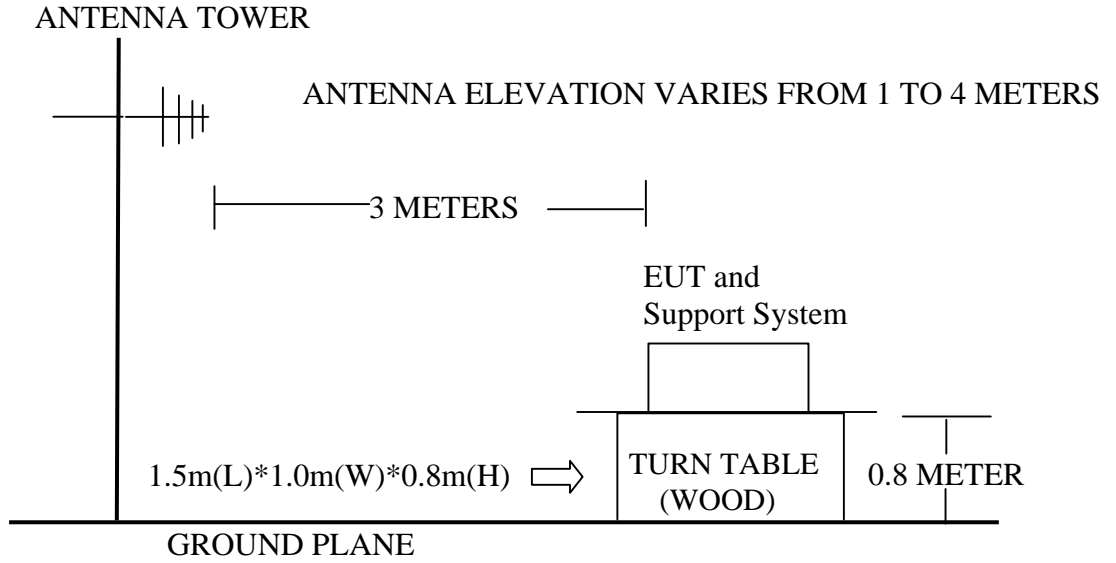 ANTENNA TOWER
ANTENNA ELEVATION VARIES FROM 1 TO 4 METERS
3 METERS
EUT and
Support System
1.5m(L)*1.0m(W)*0.8m(H)
TURN TABLE
(WOOD)
0.8 METER
GROUND PLANE